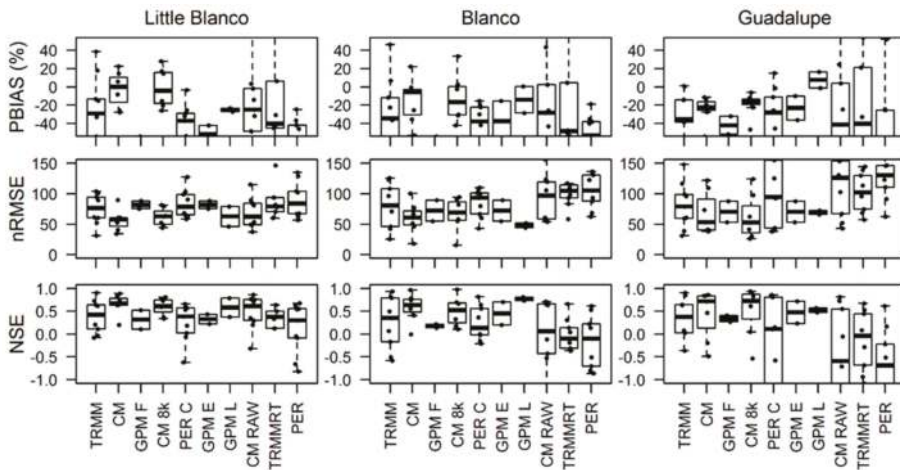 Little Blanco Blanco Guadalupe
PBIAS (%)
40
20
0
-20
-40
40
20
0
-20
-40
40
20
0
-20
-40
nRMSE
150
100
50
0
150
100
50
0
150
100
50
0
NSE
1.0
0.5
0.0
-0.5
-1.0
1.0
0.5
0.0
-0.5
-1.0
1.0
0.5
0.0
-0.5
-1.0
TRMM
CM
GPM F
CM 8k
PER C
GPM E
GPM L
CM RAW
TRMMRT
PER
TRMM
CM
GPM F
CM 8k
PER C
GPM E
GPM L
CM RAW
TRMMRT
PER
TRMM
CM
GPM F
CM 8k
PER C
GPM E
GPM L
CM RAW
TRMMRT
PER